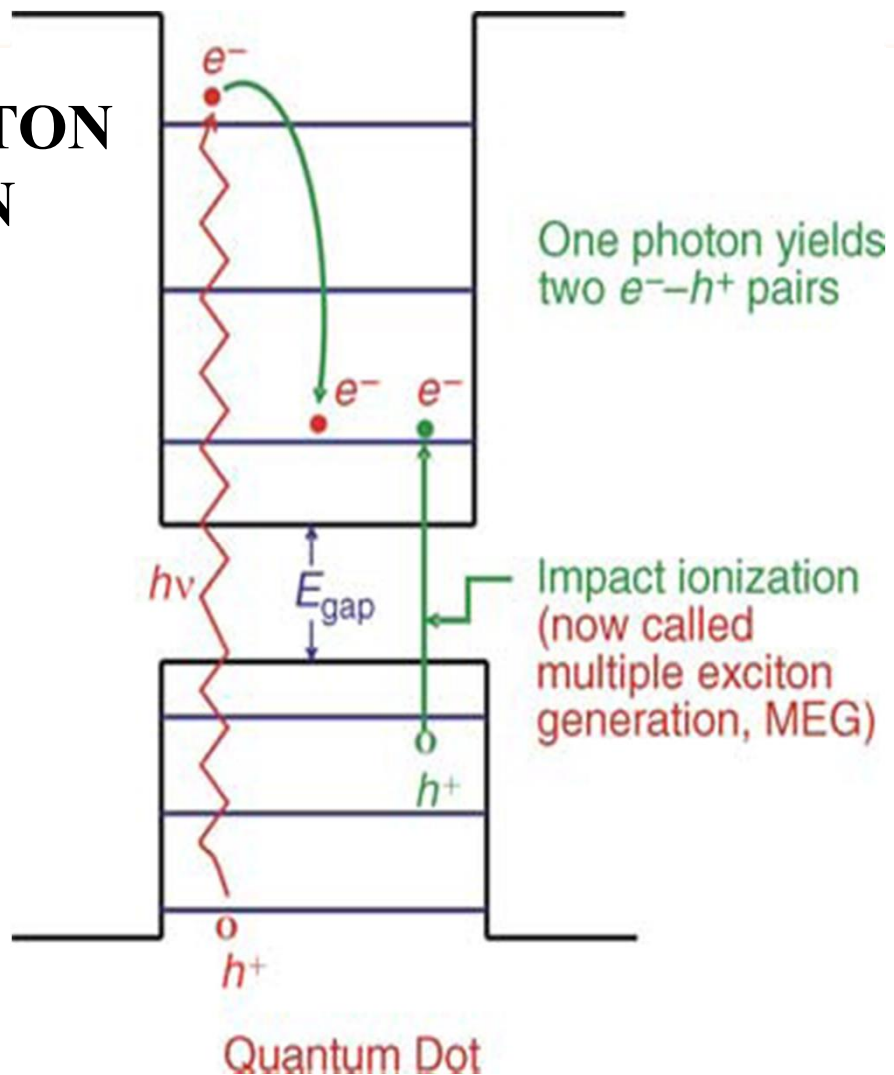 TON
N
e⁻
One photon yields
two e⁻–h⁺ pairs
e⁻
e⁻
hν
E_gap
Impact ionization
(now called
multiple exciton
generation, MEG)
h⁺
h⁺
Quantum Dot